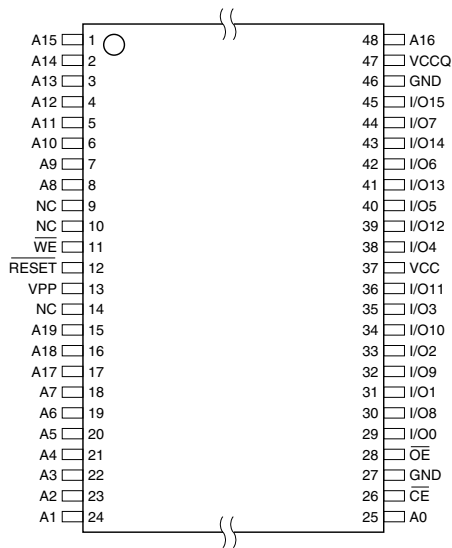 A15 1 48 A16
A14 2 47 VCCQ
A13 3 46 GND
A12 4 45 I/O15
A11 5 44 I/O7
A10 6 43 I/O14
A9 7 42 I/O6
A8 8 41 I/O13
NC 9 40 I/O5
NC 10 39 I/O12
W̅E̅ 11 38 I/O4
R̅E̅S̅E̅T̅ 12 37 VCC
VPP 13 36 I/O11
NC 14 35 I/O3
A19 15 34 I/O10
A18 16 33 I/O2
A17 17 32 I/O9
A7 18 31 I/O1
A6 19 30 I/O8
A5 20 29 I/O0
A4 21 28 O̅E̅
A3 22 27 GND
A2 23 26 C̅E̅
A1 24 25 A0